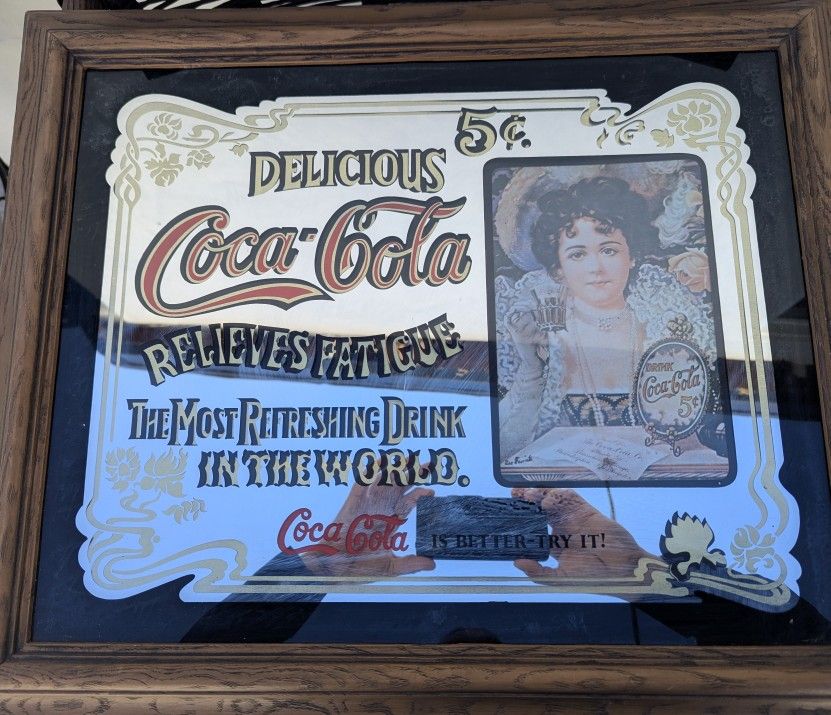 5¢.
DELICIOUS
Coca-Cola
RELIEVES FATIGUE
THE MOST REFRESHING DRINK
IN THE WORLD.
Coca Cola IS BETTER-TRY IT!
DRINK
Coca-Cola
5¢